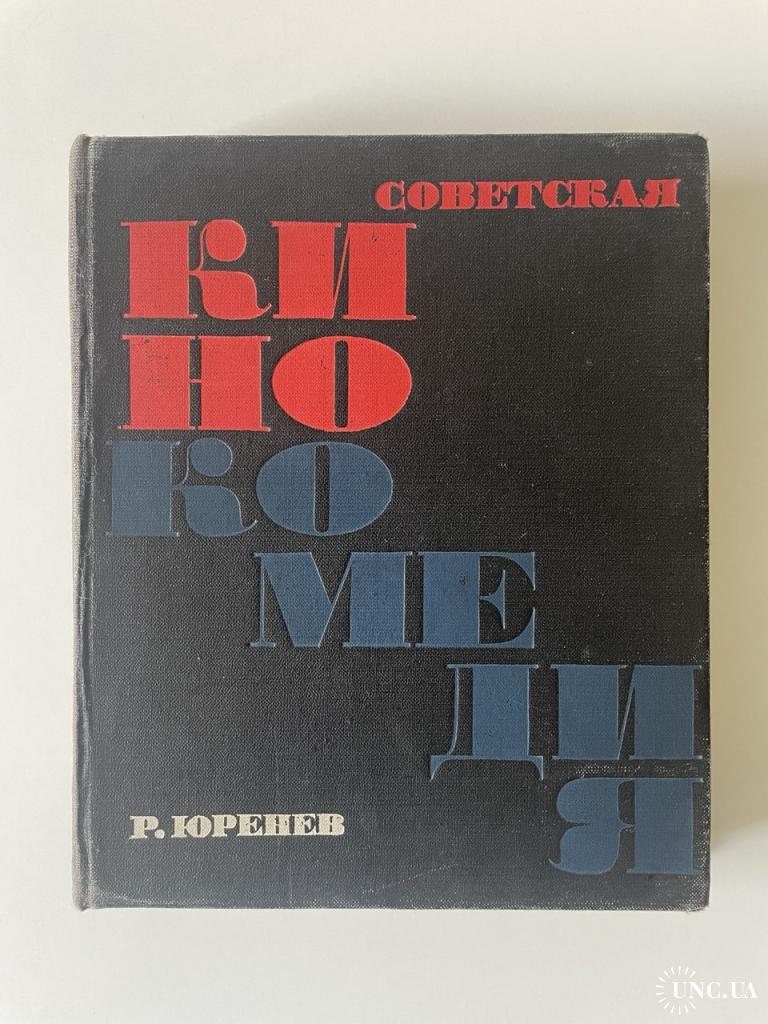 СОВЕТСКАЯ
КИ
НО
КО
МЕ
ДИ
Я
Р. ЮРЕНЕВ
UNC.UA